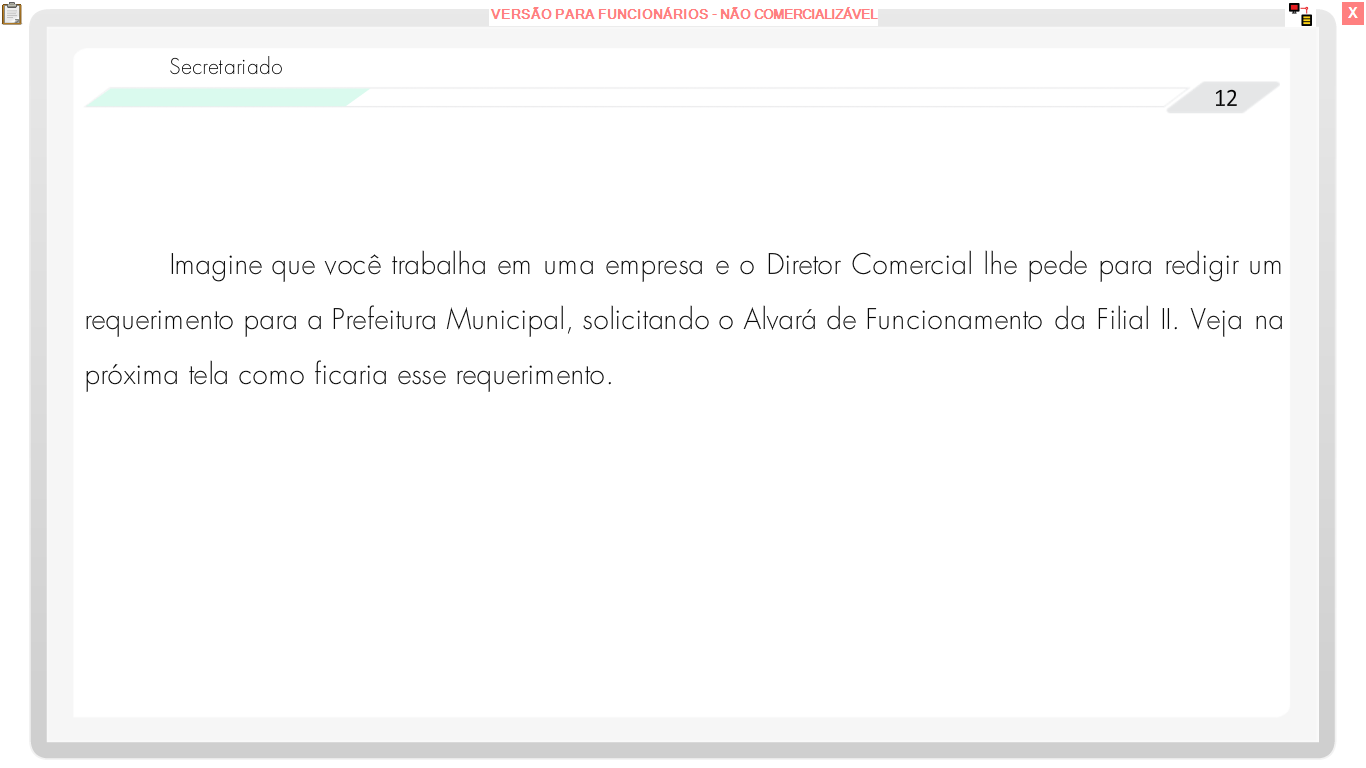 VERSÃO PARA FUNCIONÁRIOS - NÃO COMERCIALIZÁVEL
X
Secretariado
12
Imagine que você trabalha em uma empresa e o Diretor Comercial lhe pede para redigir um
requerimento para a Prefeitura Municipal, solicitando o Alvará de Funcionamento da Filial II. Veja na
próxima tela como ficaria esse requerimento.